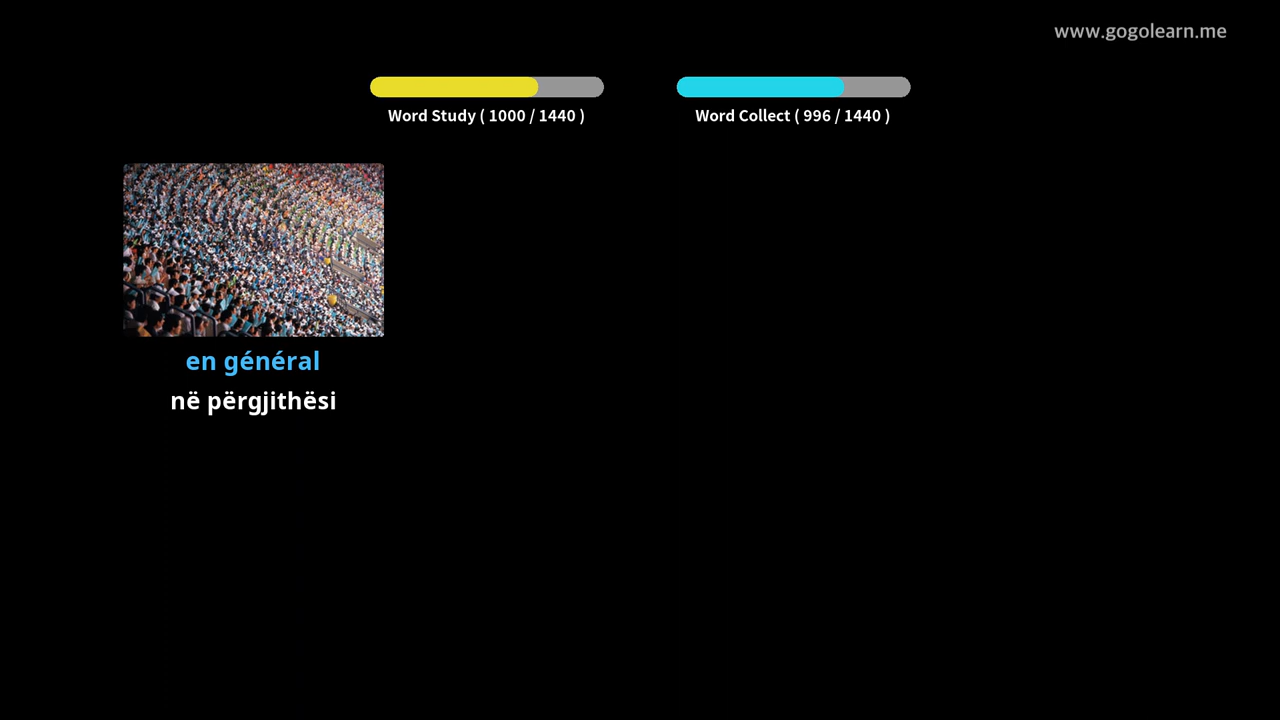 www.gogolearn.me
Word Study ( 1000 / 1440 )
Word Collect ( 996 / 1440 )
en général
në përgjithësi